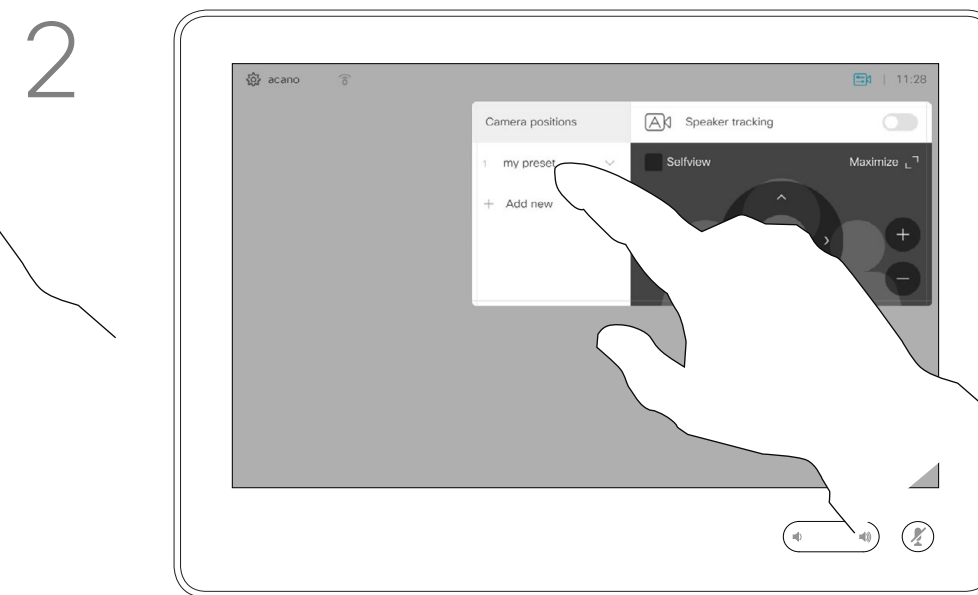 2
acano
11:28
Camera positions
Speaker tracking
1 my preset
Selfview
Maximize
+ Add new